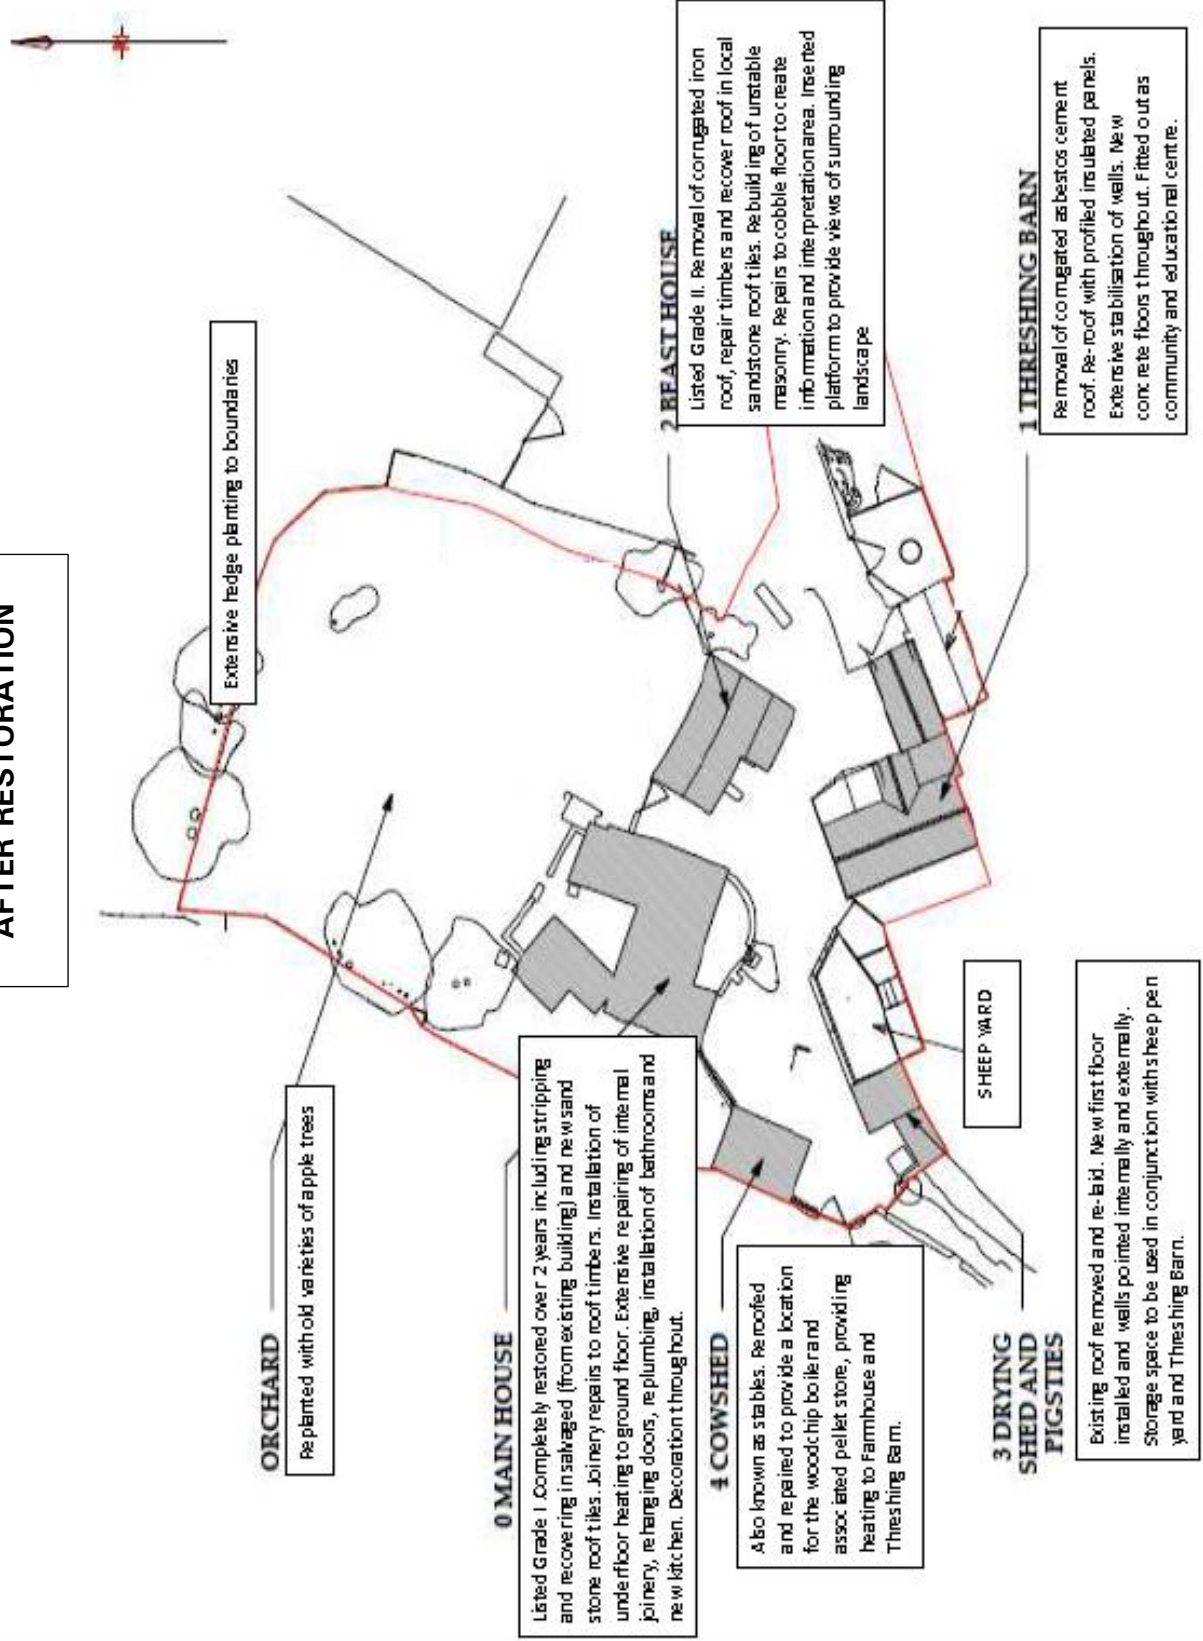 AFTER RESTORATION
Extensive hedge planting to boundaries
ORCHARD
Replanted with old varieties of apple trees
0 MAIN HOUSE
Listed Grade I. Completely restored over 2 years including stripping
and recovering in salvaged (from existing building) and new sand
stone roof tiles. Joinery repairs to roof timbers. Installation of
underfloor heating to ground floor. Extensive repairing of internal
joinery, rehanging doors, replumbing, installation of bathrooms and
new kitchen. Decoration throughout.
2 BEAST HOUSE
Listed Grade II. Removal of corrugated iron
roof, repair timbers and recover roof in local
sandstone roof tiles. Rebuilding of unstable
masonry. Repairs to cobble floor to create
information and interpretation area. Inserted
platform to provide views of surrounding
landscape
4 COWSHED
Also known as stables. Reroofed
and repaired to provide a location
for the woodchip boiler and
associated pellet store, providing
heating to Farmhouse and
Threshing Barn.
SHEEP YARD
3 DRYING
SHED AND
PIGSTIES
Existing roof removed and re-laid. New first floor
installed and walls pointed internally and externally.
Storage space to be used in conjunction with sheep pen
yard and Threshing Barn.
1 THRESHING BARN
Removal of corrugated asbestos cement
roof. Re-roof with profiled insulated panels.
Extensive stabilisation of walls. New
concrete floors throughout. Fitted out as
community and educational centre.